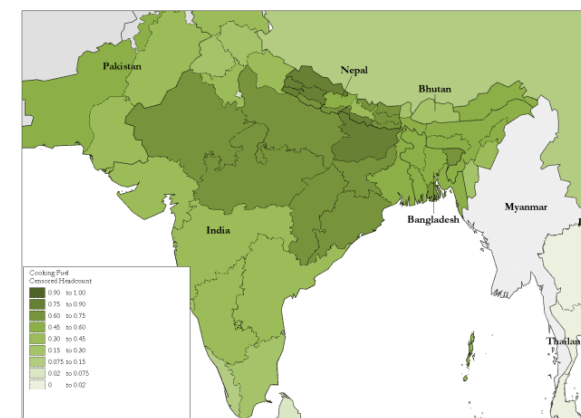 Pakistan
Nepal
Bhutan
India
Bangladesh
Myanmar
Thailan
Cooking Fuel
Censored Headcount
0.90 to 1.00
0.75 to 0.90
0.60 to 0.75
0.45 to 0.60
0.30 to 0.45
0.15 to 0.30
0.075 to 0.15
0.02 to 0.075
0 to 0.02